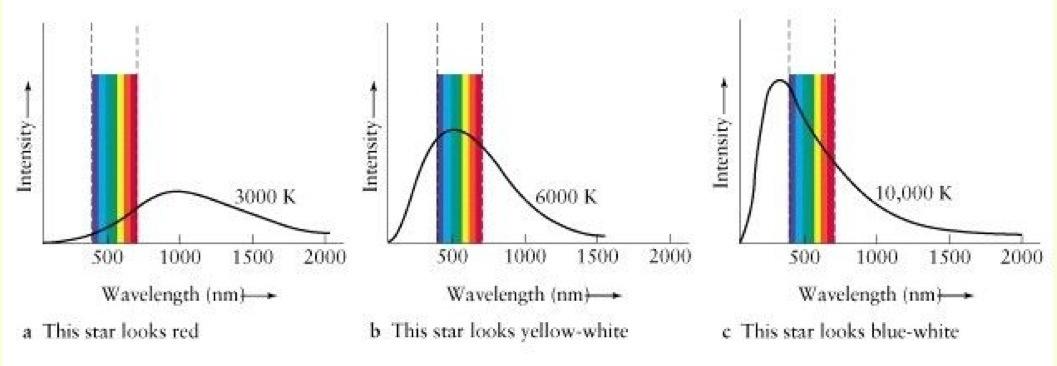 Intensity
3000 K
500 1000 1500 2000
Wavelength (nm)
a This star looks red
Intensity
6000 K
500 1000 1500 2000
Wavelength (nm)
b This star looks yellow-white
Intensity
10,000 K
500 1000 1500 2000
Wavelength (nm)
c This star looks blue-white